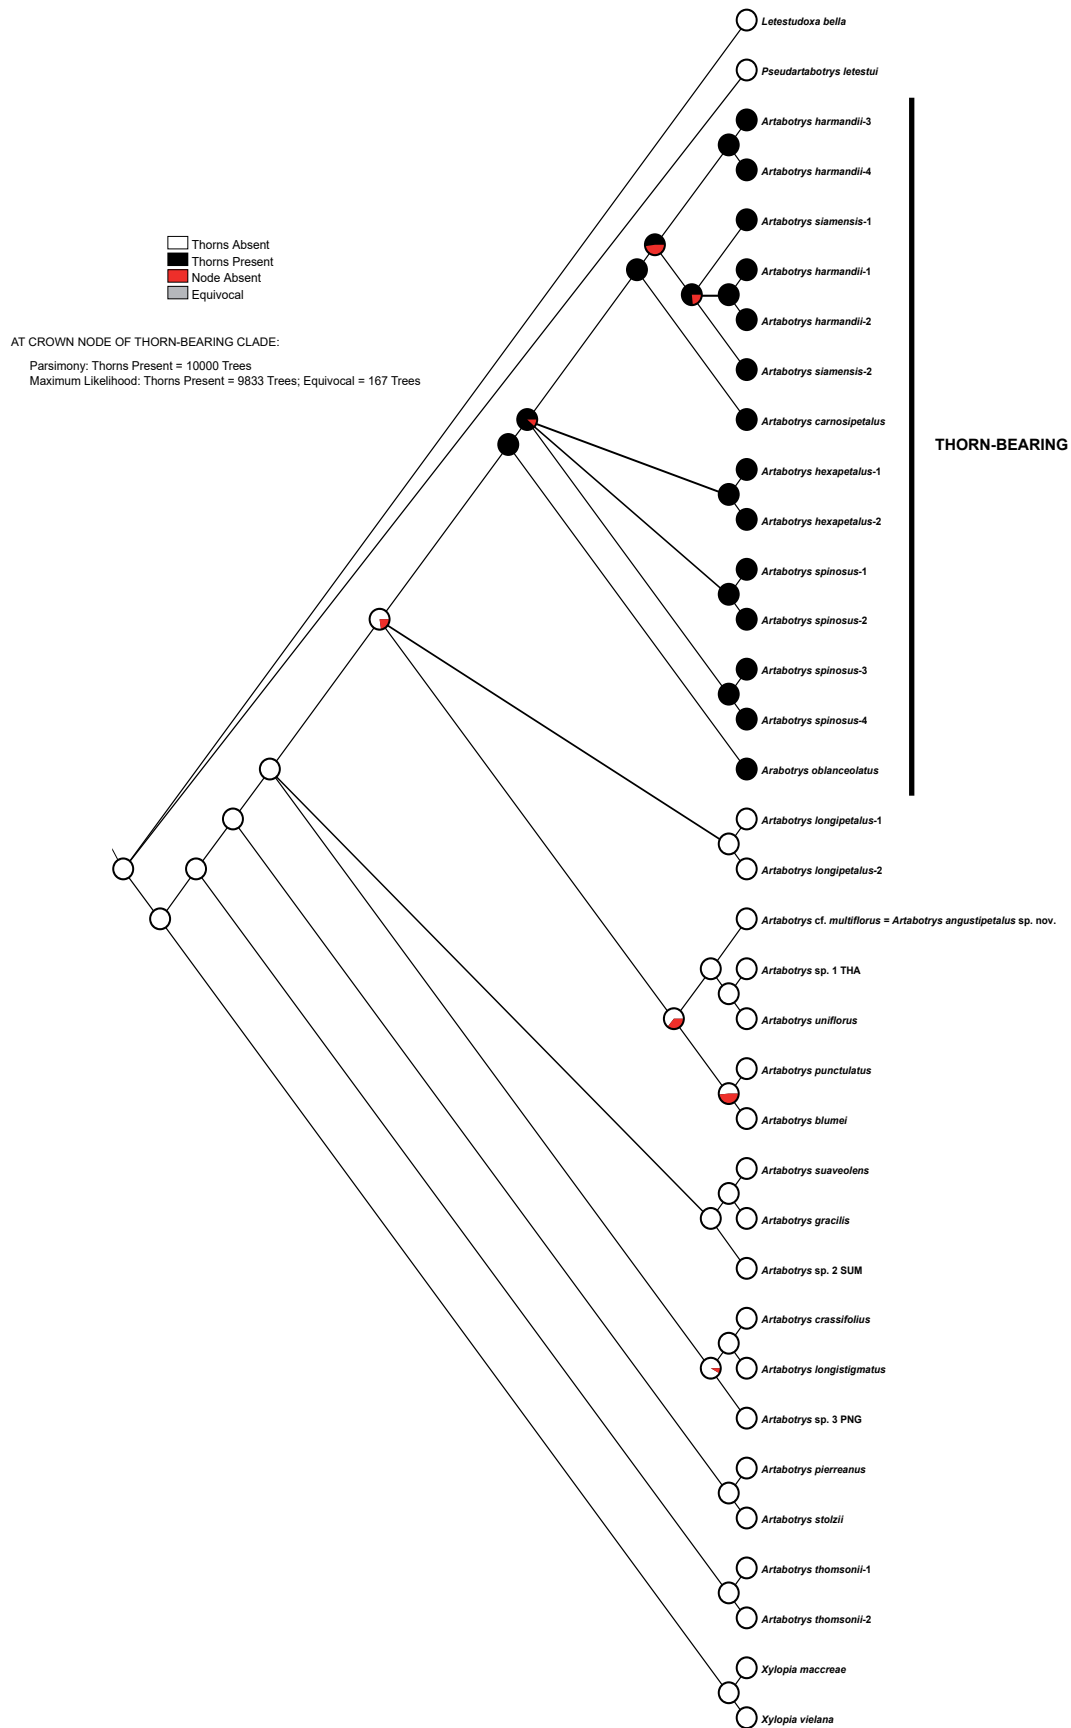 Letestudoxa bella
Pseudartabotrys letestui
Artabotrys harmandii-3
Artabotrys harmandii-4
Artabotrys siamensis-1
Thorns Absent
Thorns Present
Node Absent
Equivocal
Artabotrys harmandii-1
Artabotrys harmandii-2
AT CROWN NODE OF THORN-BEARING CLADE:
Parsimony: Thorns Present = 10000 Trees
Maximum Likelihood: Thorns Present = 9833 Trees; Equivocal = 167 Trees
Artabotrys siamensis-2
Artabotrys carnosipetalus
THORN-BEARING
Artabotrys hexapetalus-1
Artabotrys hexapetalus-2
Artabotrys spinosus-1
Artabotrys spinosus-2
Artabotrys spinosus-3
Artabotrys spinosus-4
Arabotrys oblanceolatus
Artabotrys longipetalus-1
Artabotrys longipetalus-2
Artabotrys cf. multiflorus = Artabotrys angustipetalus sp. nov.
Artabotrys sp. 1 THA
Artabotrys uniflorus
Artabotrys punctulatus
Artabotrys blumei
Artabotrys suaveolens
Artabotrys gracilis
Artabotrys sp. 2 SUM
Artabotrys crassifolius
Artabotrys longistigmatus
Artabotrys sp. 3 PNG
Artabotrys pierreanus
Artabotrys stolzii
Artabotrys thomsonii-1
Artabotrys thomsonii-2
Xylopia maccreae
Xylopia vielana